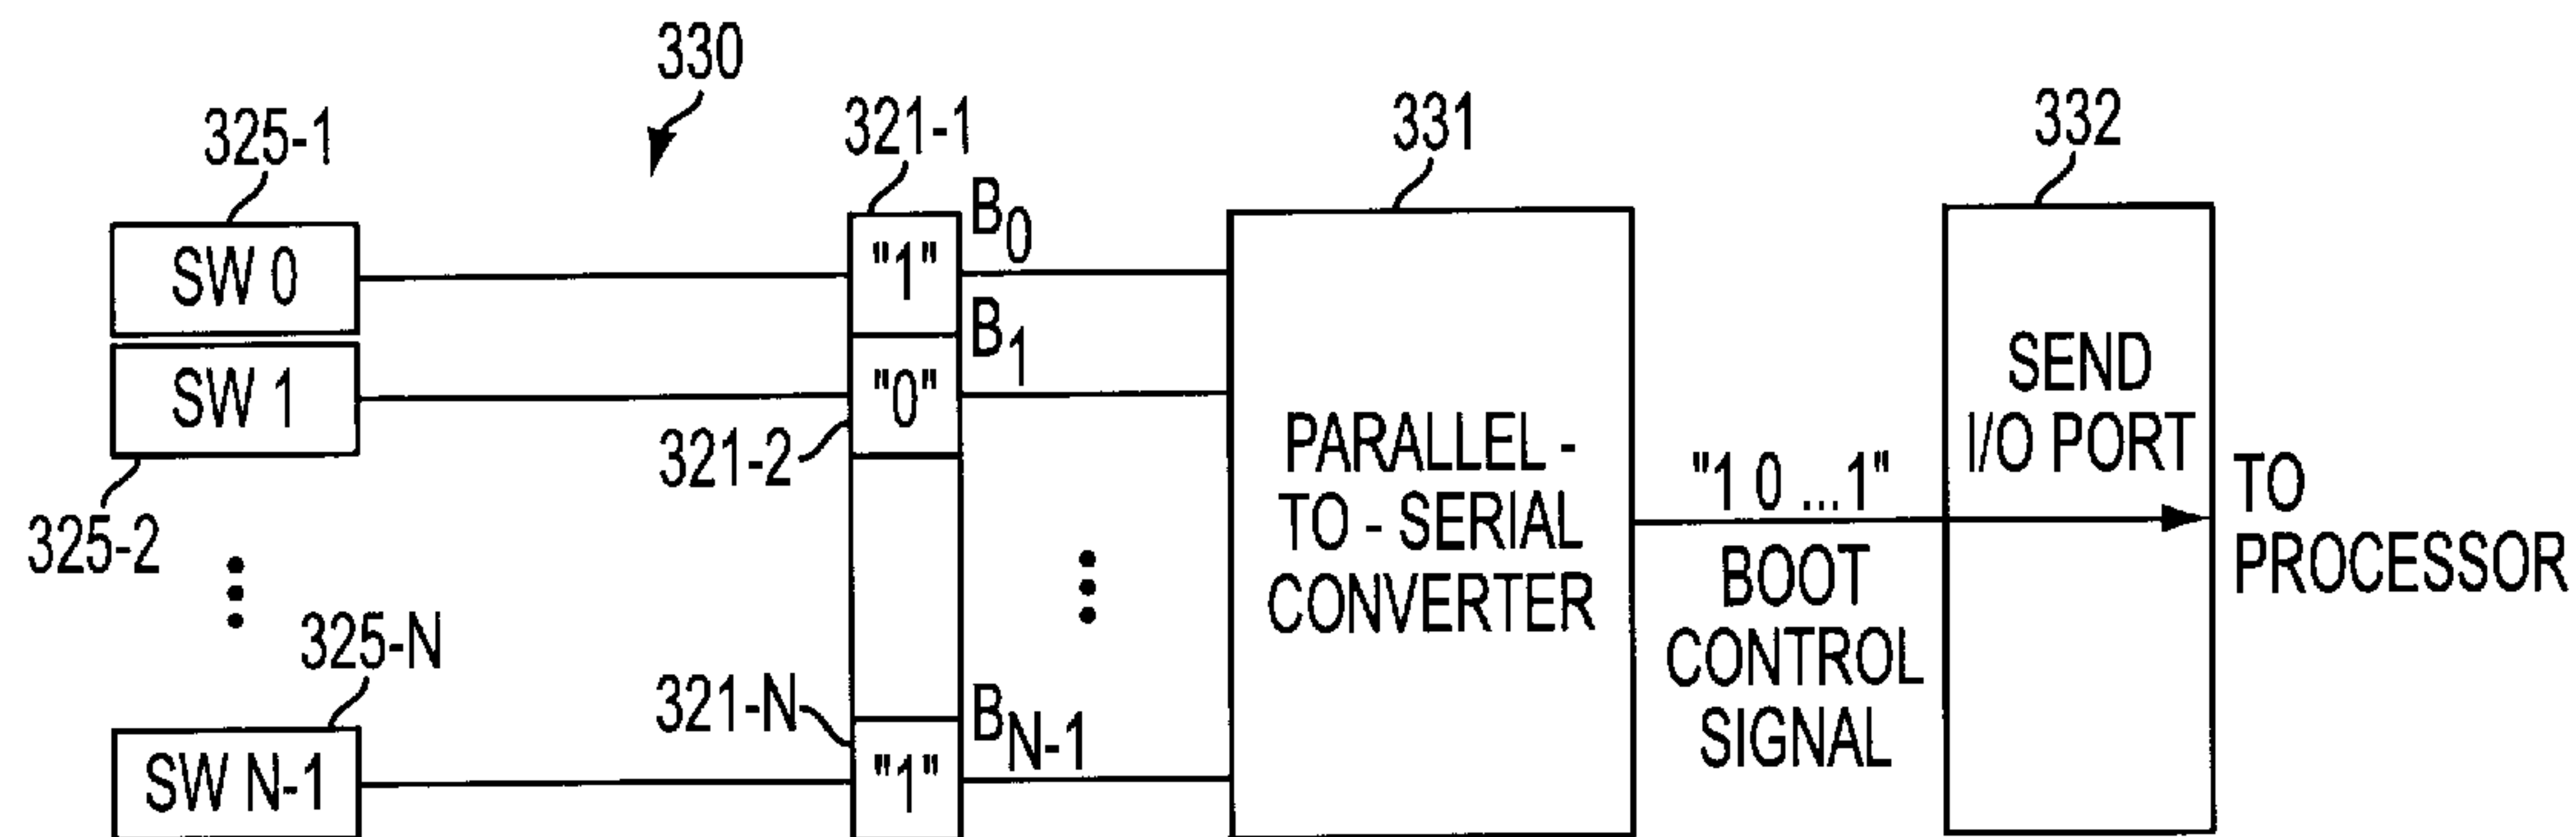 330
325-1
321-1
331
332
SW 0
"1"
B0
SW 1
"0"
B1
325-2
321-2
325-N
321-N
SW N-1
"1"
BN-1
PARALLEL -
TO - SERIAL
CONVERTER
"1 0 ...1"
BOOT
CONTROL
SIGNAL
SEND
I/O PORT
TO
PROCESSOR